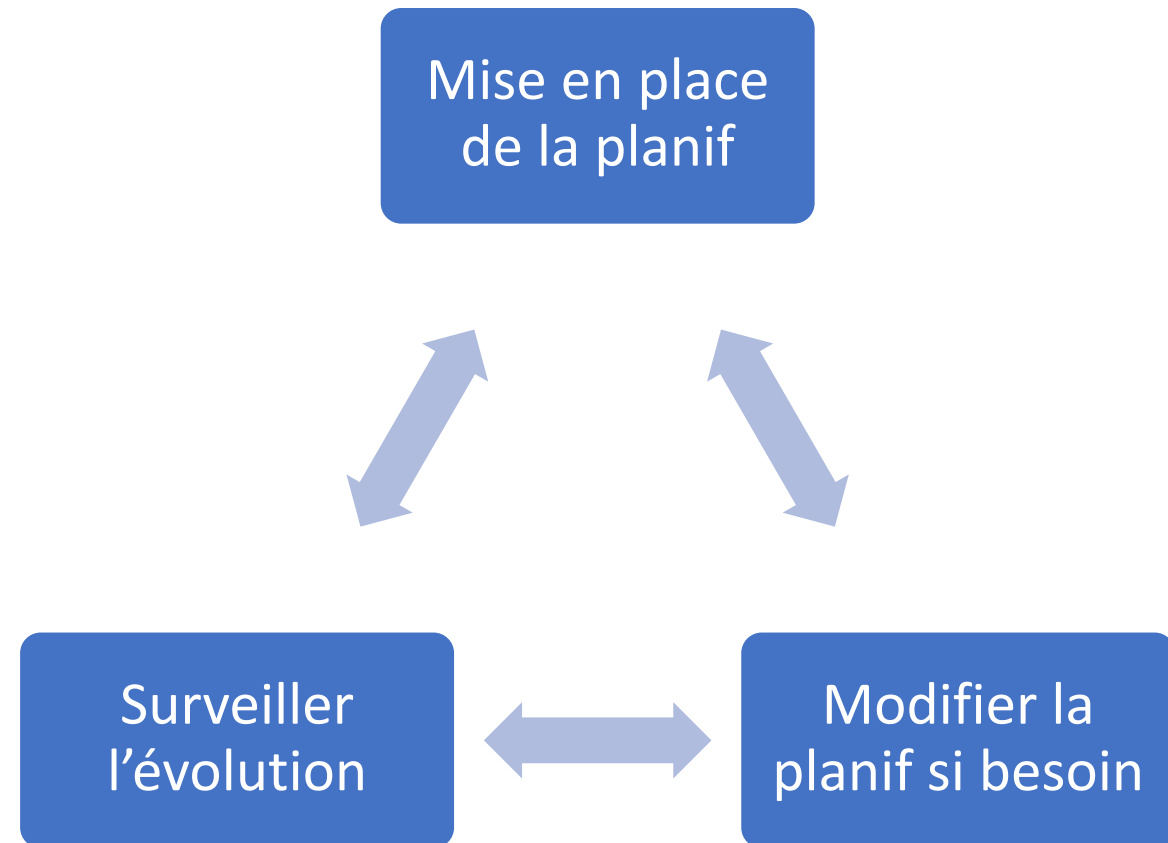 Mise en place
de la planif
Surveiller
l’évolution
Modifier la
planif si besoin